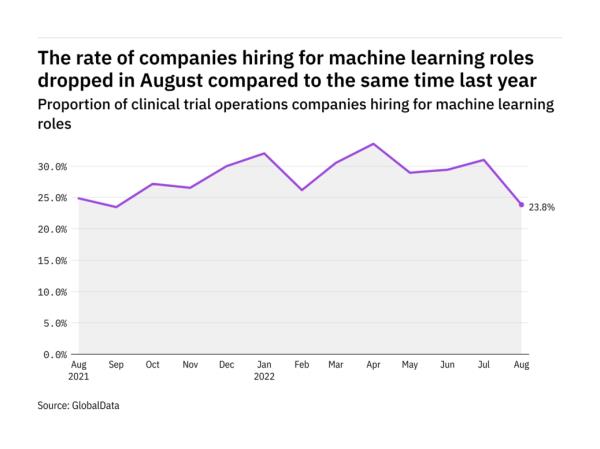 The rate of companies hiring for machine learning roles
dropped in August compared to the same time last year
Proportion of clinical trial operations companies hiring for machine learning
roles
30.0%
25.0%
23.8%
20.0%
15.0%
10.0%
5.0%
0.0%
Aug Sep Oct Nov Dec Jan Feb Mar Apr May Jun Jul Aug
2021 2022
Source: GlobalData